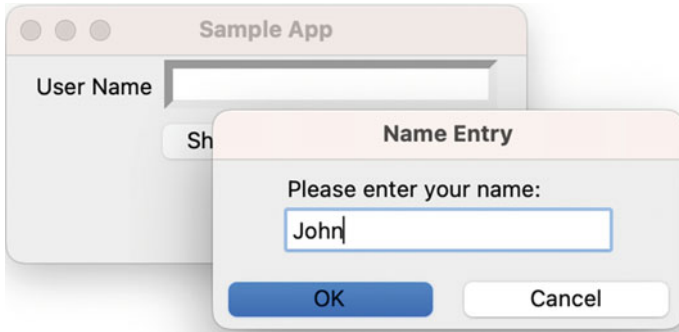 Sample App
User Name
Sh
Name Entry
Please enter your name:
John
OK
Cancel